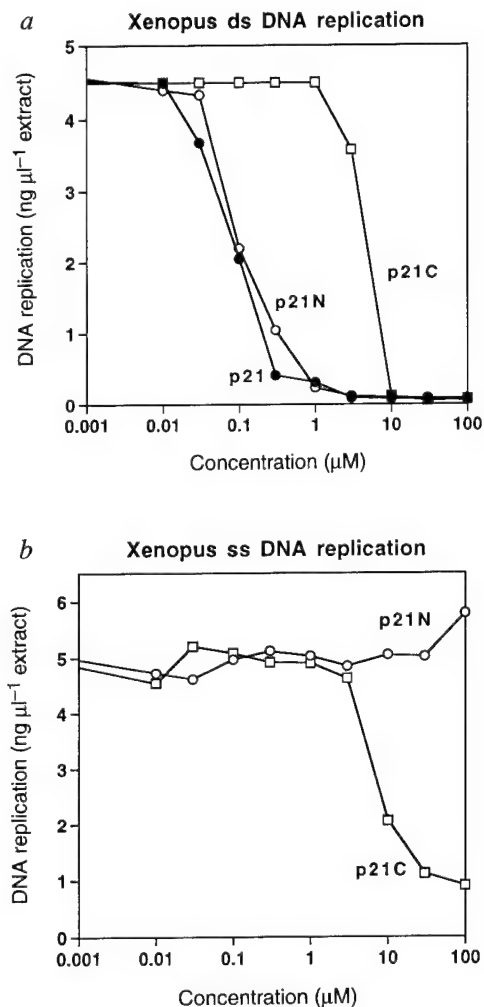 a
Xenopus ds DNA replication
DNA replication (ng µl⁻¹ extract)
5
4
3
2
1
0
p21C
p21N
p21
0.001 0.01 0.1 1 10 100
Concentration (µM)
b
Xenopus ss DNA replication
DNA replication (ng µl⁻¹ extract)
6
5
4
3
2
1
0
p21N
p21C
0.001 0.01 0.1 1 10 100
Concentration (µM)